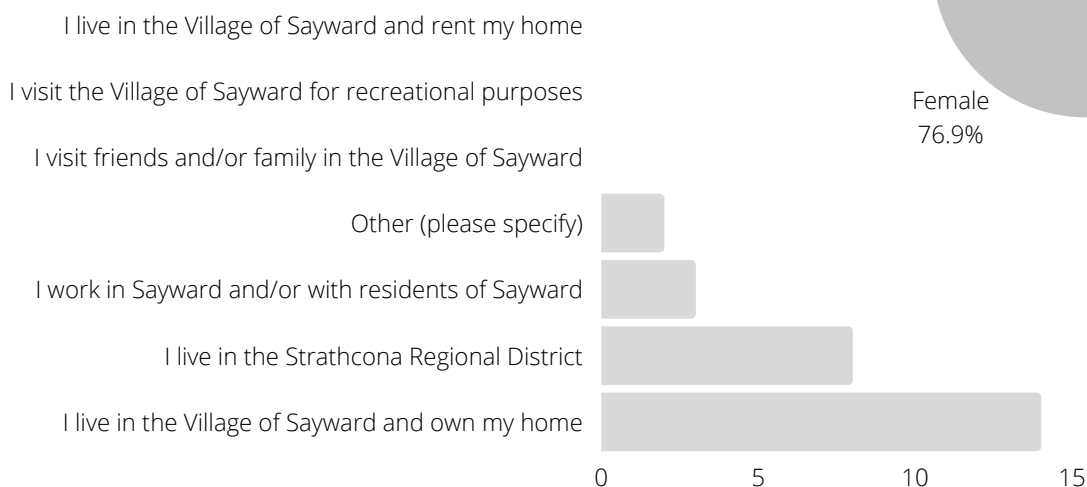 I live in the Village of Sayward and rent my home
I visit the Village of Sayward for recreational purposes
Female
76.9%
I visit friends and/or family in the Village of Sayward
Other (please specify)
I work in Sayward and/or with residents of Sayward
I live in the Strathcona Regional District
I live in the Village of Sayward and own my home
0 5 10 15